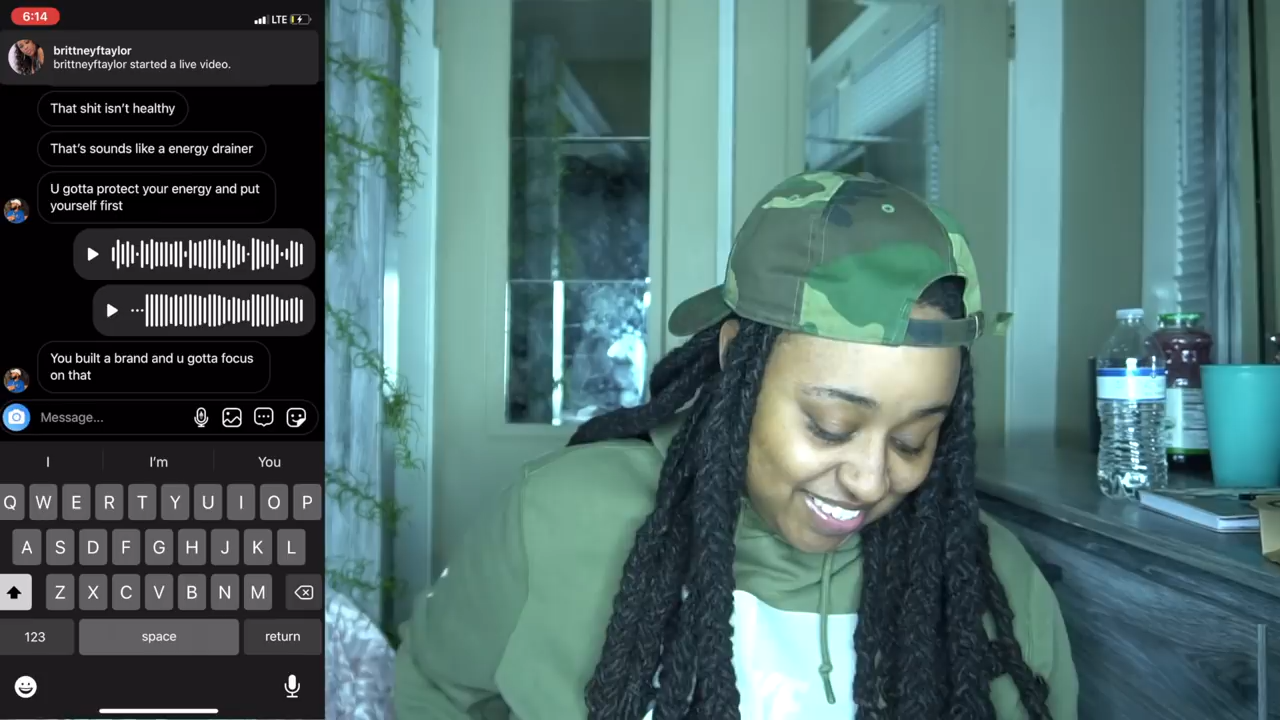 6:14
LTE
brittneyftaylor
brittneyftaylor started a live video.
That shit isn't healthy
That's sounds like a energy drainer
U gotta protect your energy and put
yourself first
You built a brand and u gotta focus
on that
Message...
I I'm You
Q W E R T Y U I O P
A S D F G H J K L
Z X C V B N M
123 space return